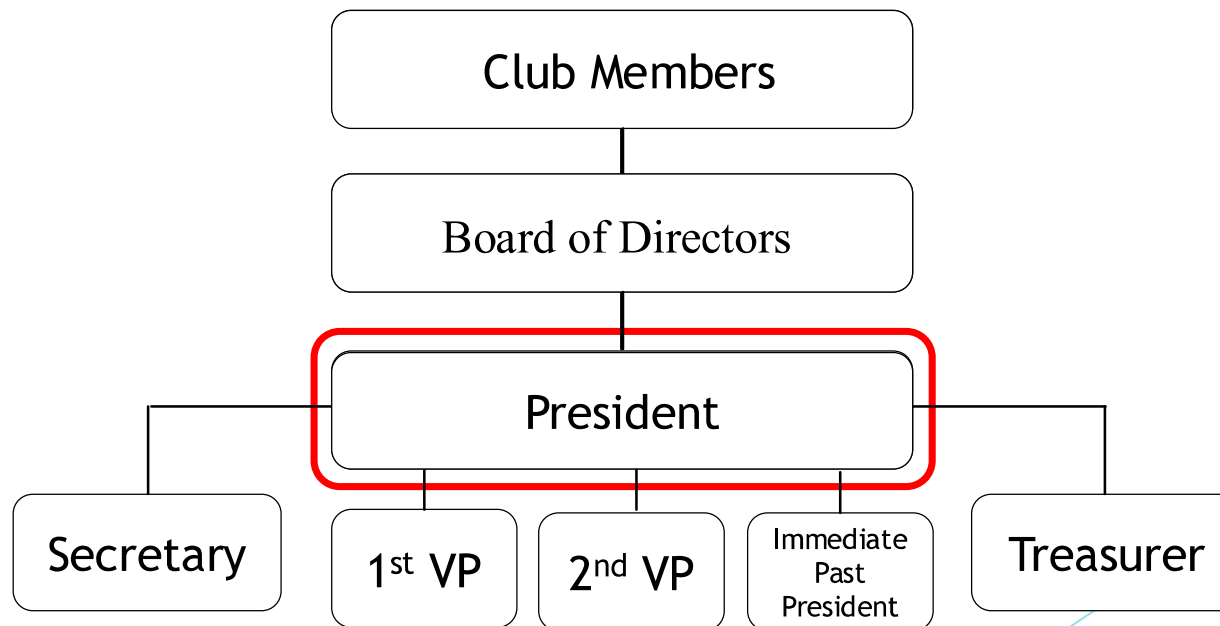 Club Members
Board of Directors
President
Secretary
1st VP
2nd VP
Immediate
Past
President
Treasurer